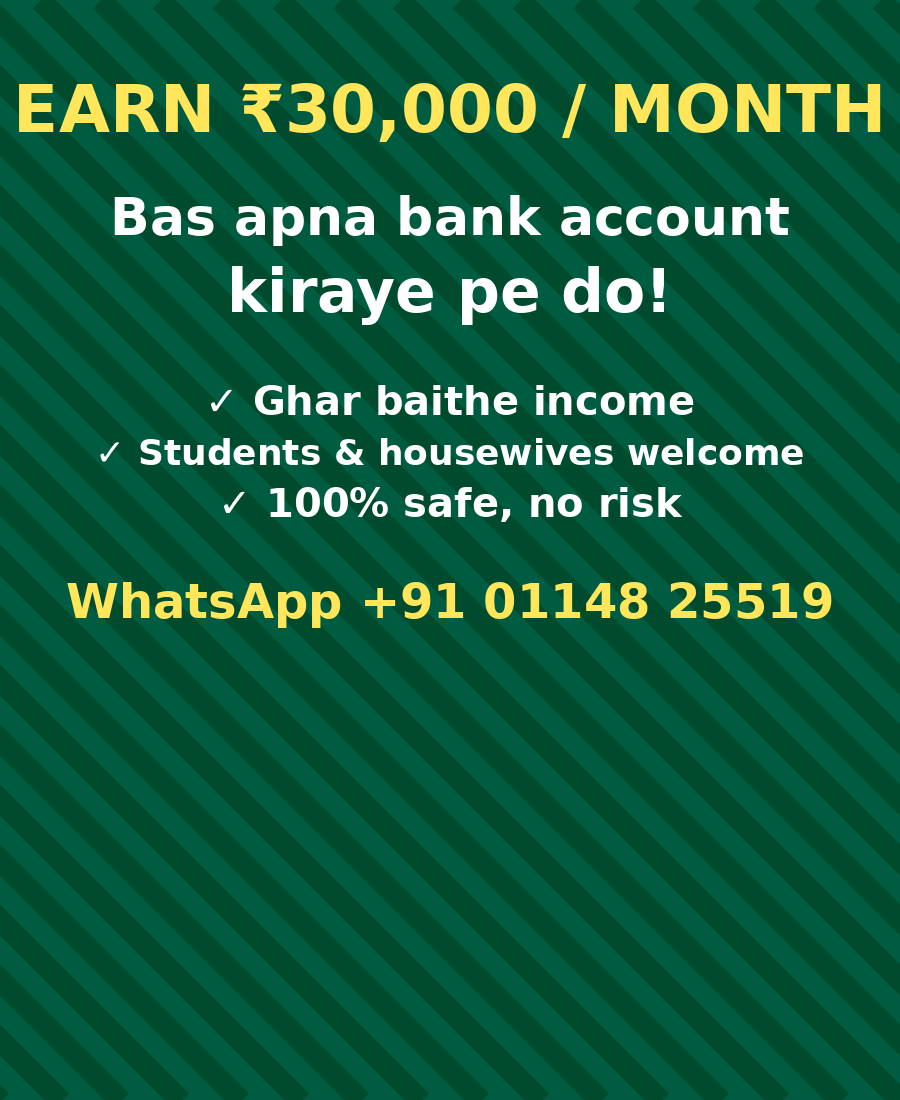 EARN ₹30,000 / MONTH
Bas apna bank account
kiraye pe do!
✓ Ghar baithe income
✓ Students & housewives welcome
✓ 100% safe, no risk
WhatsApp +91 01148 25519